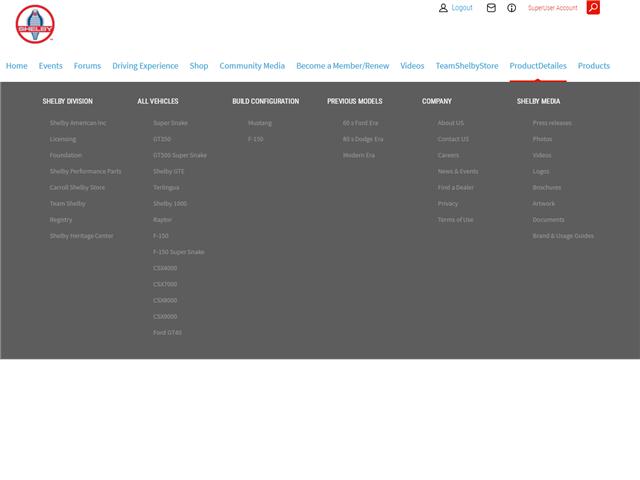 SHELBY
Logout
SuperUser Account
Home Events Forums Driving Experience Shop Community Media Become a Member/Renew Videos TeamShelbyStore ProductDetailes Products
SHELBY DIVISION
Shelby American Inc
Licensing
Foundation
Shelby Performance Parts
Carroll Shelby Store
Team Shelby
Registry
Shelby Heritage Center
ALL VEHICLES
Super Snake
GT350
GT500 Super Snake
Shelby GTE
Terlingua
Shelby 1000
Raptor
F-150
F-150 Super Snake
CSX4000
CSX7000
CSX8000
CSX9000
Ford GT40
BUILD CONFIGURATION
Mustang
F-150
PREVIOUS MODELS
60 s Ford Era
80 s Dodge Era
Modern Era
COMPANY
About US
Contact US
Careers
News & Events
Find a Dealer
Privacy
Terms of Use
SHELBY MEDIA
Press releases
Photos
Videos
Logos
Brochures
Artwork
Documents
Brand & Usage Guides